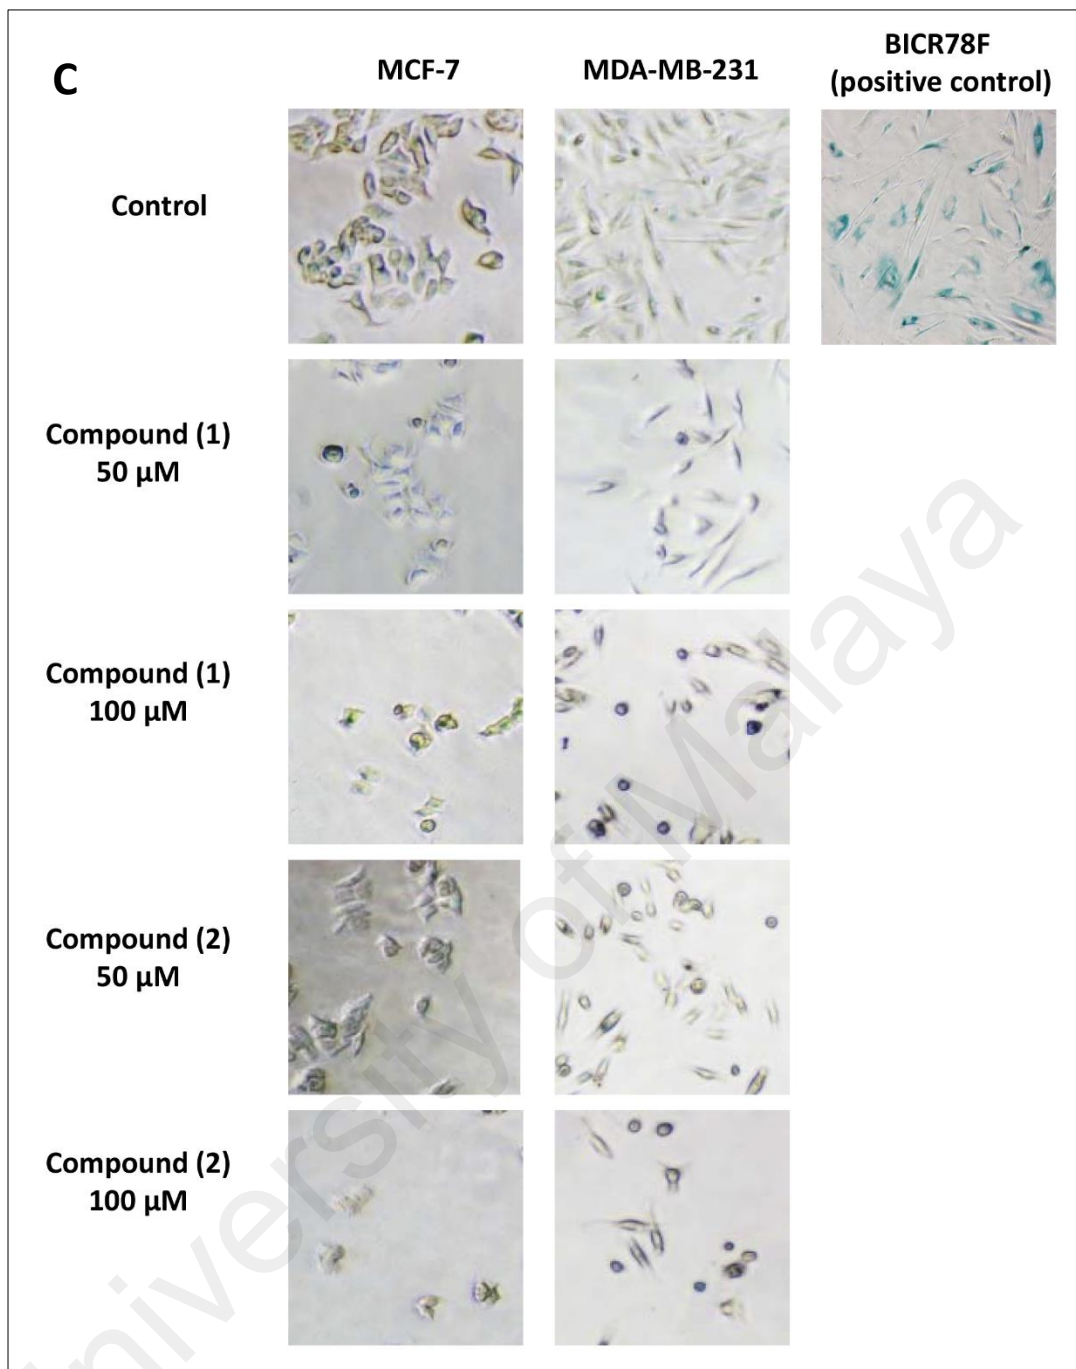 C
MCF-7
MDA-MB-231
BICR78F
(positive control)
Control
Compound (1)
50 µM
Compound (1)
100 µM
Compound (2)
50 µM
Compound (2)
100 µM
University of Malaya